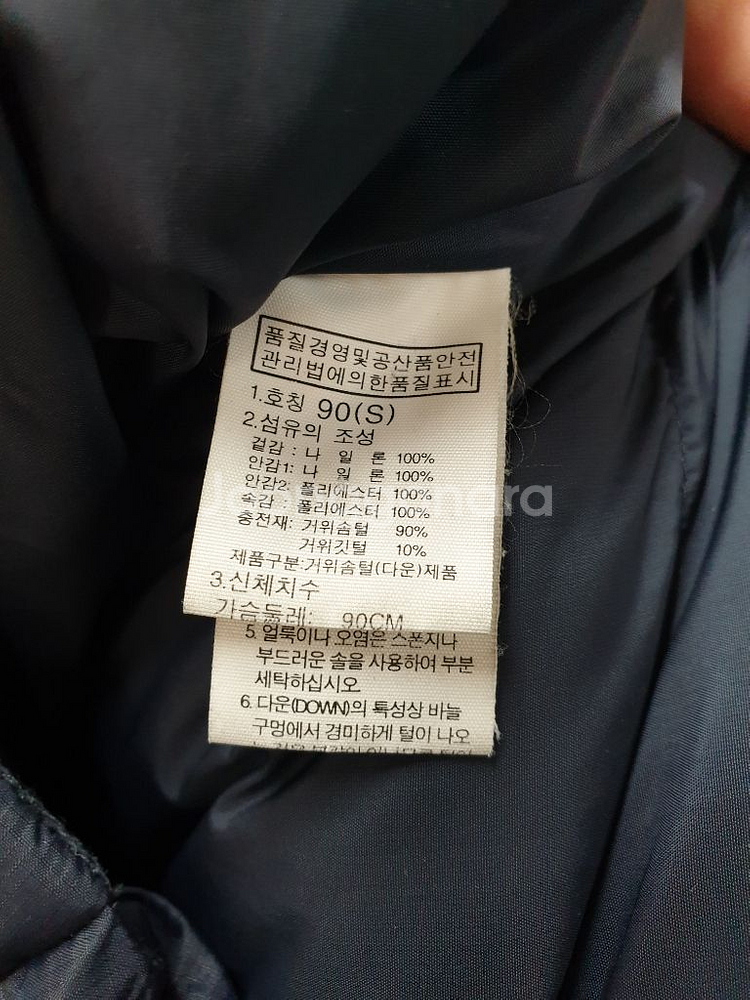 품질경영및공산품안전
관리법에의한품질표시
1.호칭 90(S)
2.섬유의 조성
겉감 : 나 일 론 100%
안감1: 나 일 론 100%
안감2: 폴리에스터 100%
속감 : 폴리에스터 100%
충전재: 거위솜털 90%
거위깃털 10%
제품구분:거위솜털(다운)제품
3.신체치수
가슴둘레: 90CM
5. 얼룩이나 오염은 스폰지나
부드러운 솔을 사용하여 부분
세탁하십시오
6. 다운(DOWN)의 특성상 바늘
구멍에서 경미하게 털이 나오